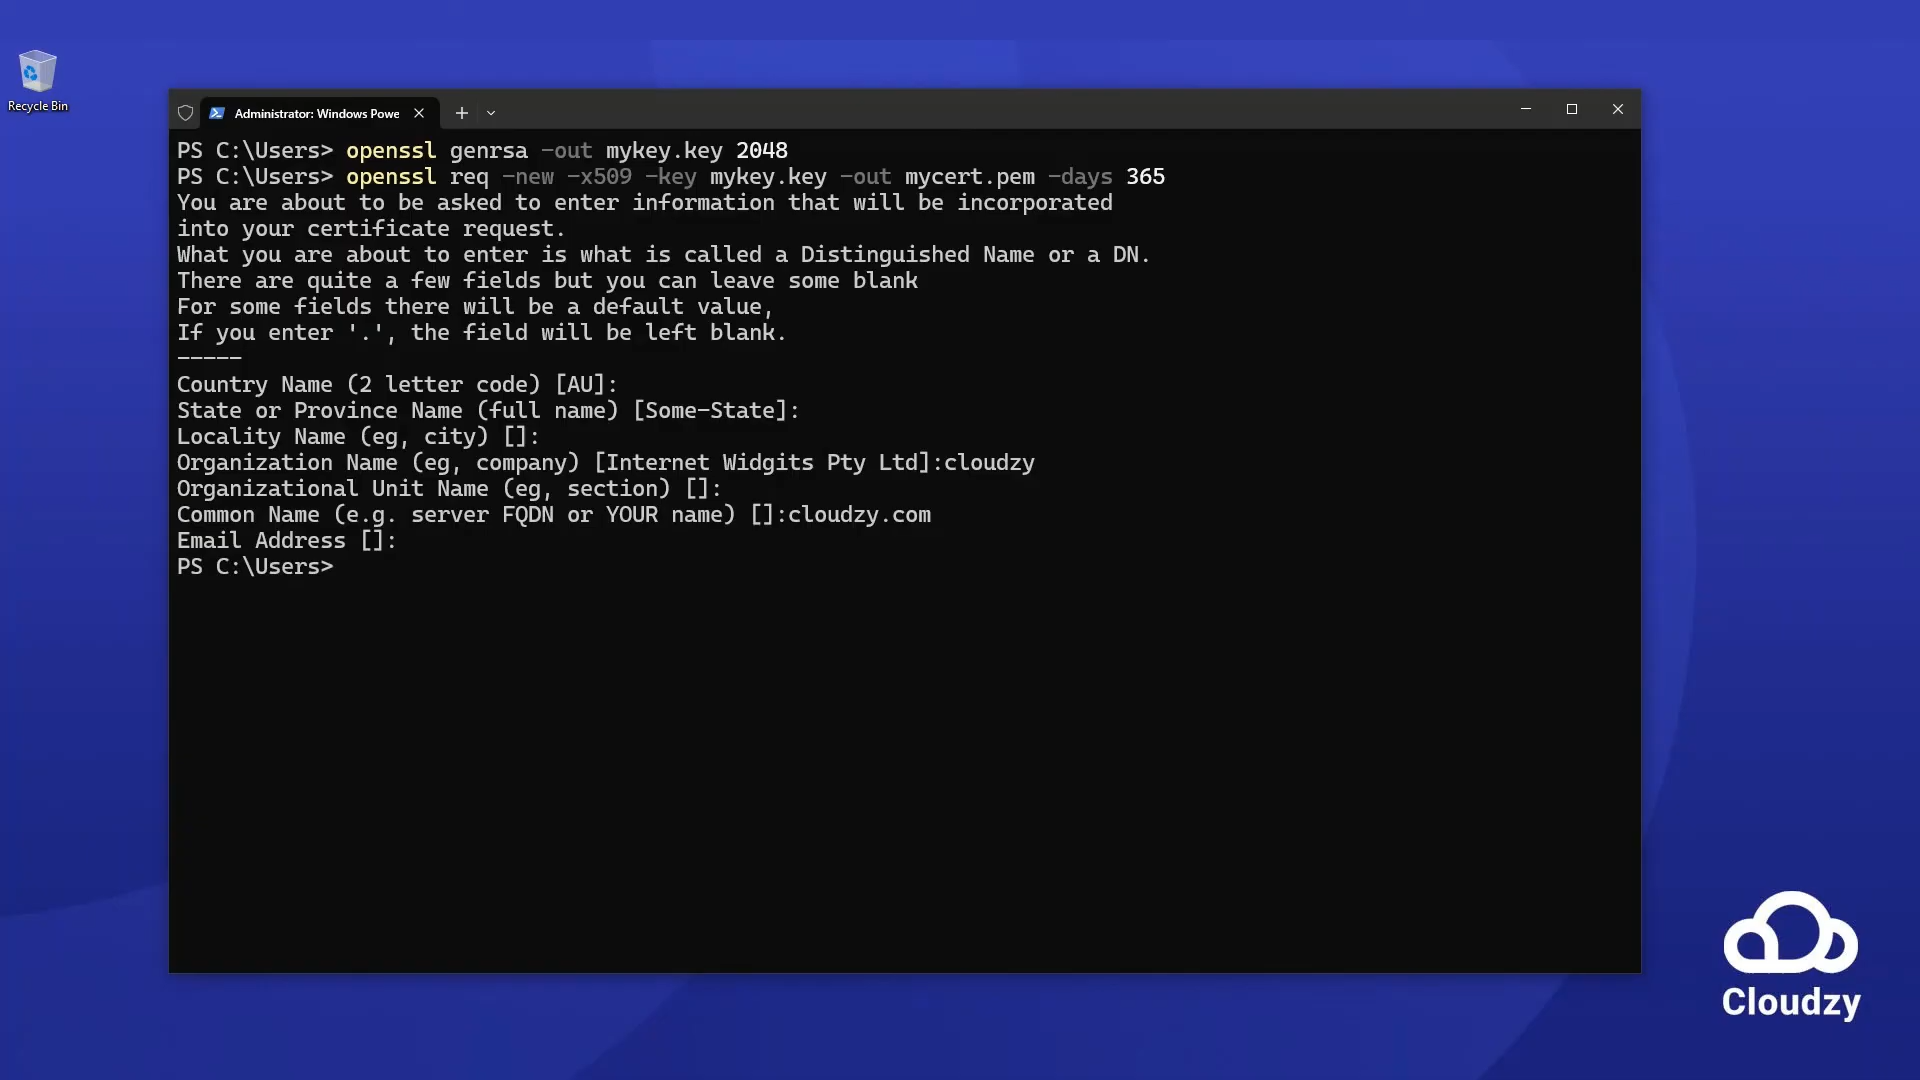 Recycle Bin
Administrator: Windows Powe
PS C:\Users> openssl genrsa -out mykey.key 2048
PS C:\Users> openssl req -new -x509 -key mykey.key -out mycert.pem -days 365
You are about to be asked to enter information that will be incorporated
into your certificate request.
What you are about to enter is what is called a Distinguished Name or a DN.
There are quite a few fields but you can leave some blank
For some fields there will be a default value,
If you enter '.', the field will be left blank.
-----
Country Name (2 letter code) [AU]:
State or Province Name (full name) [Some-State]:
Locality Name (eg, city) []:
Organization Name (eg, company) [Internet Widgits Pty Ltd]:cloudzy
Organizational Unit Name (eg, section) []:
Common Name (e.g. server FQDN or YOUR name) []:cloudzy.com
Email Address []:
PS C:\Users>
Cloudzy